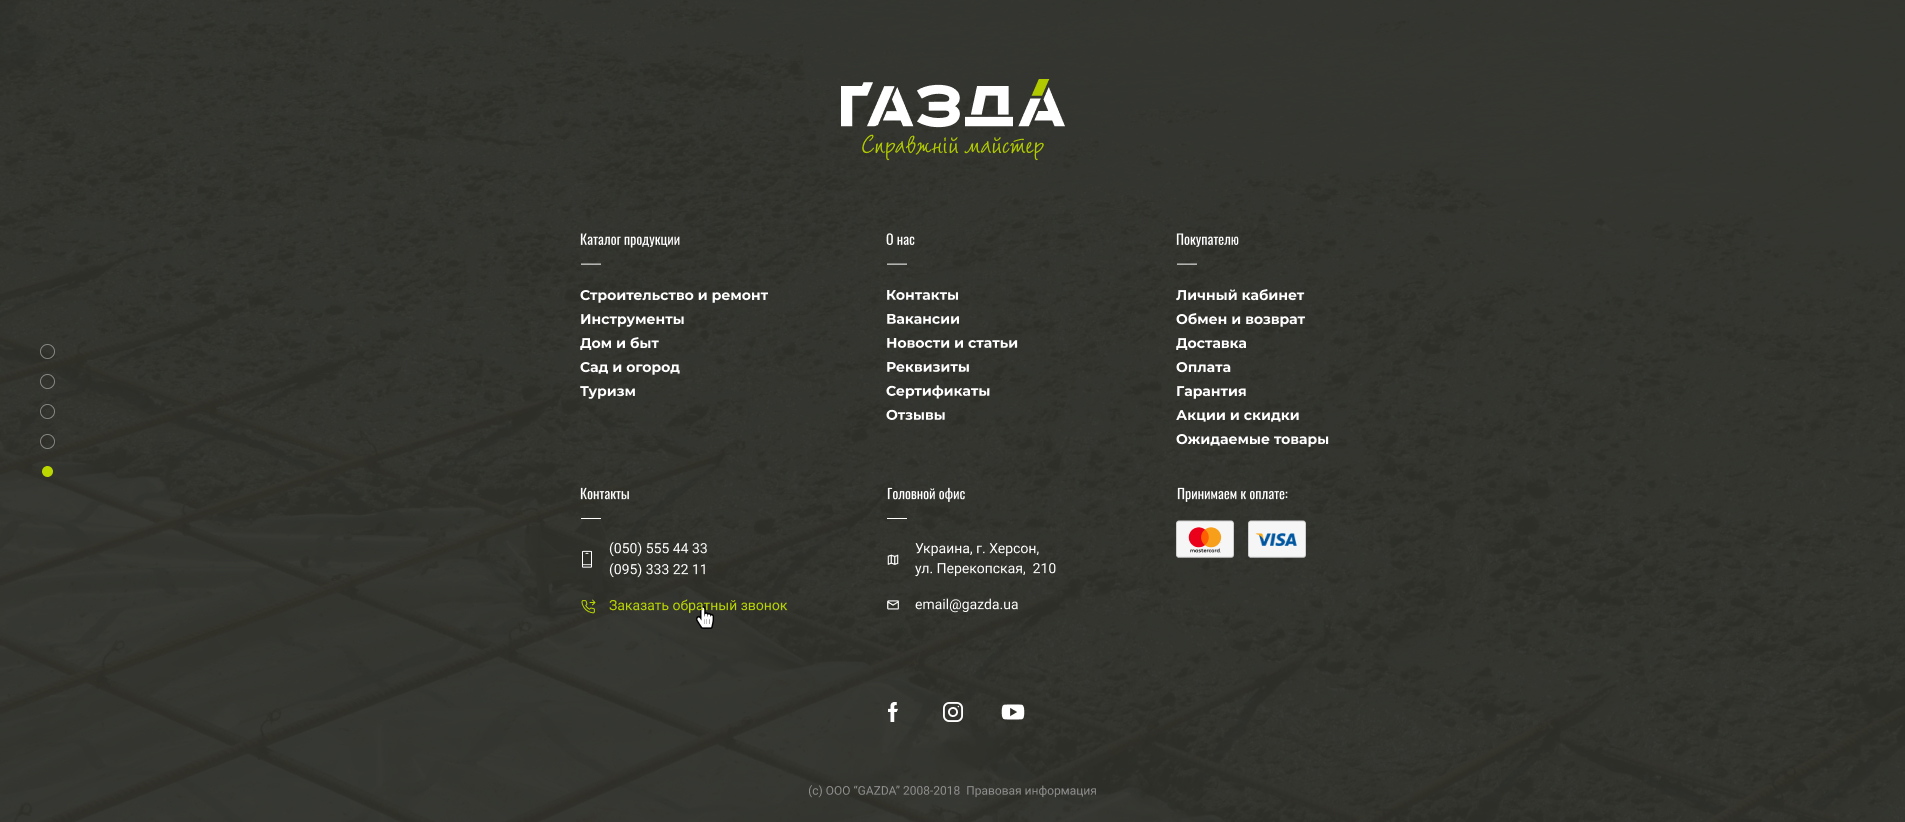 ҐАЗДА
Справжній майстер
Каталог продукции
Строительство и ремонт
Инструменты
Дом и быт
Сад и огород
Туризм
О нас
Контакты
Вакансии
Новости и статьи
Реквизиты
Сертификаты
Отзывы
Покупателю
Личный кабинет
Обмен и возврат
Доставка
Оплата
Гарантия
Акции и скидки
Ожидаемые товары
Контакты
(050) 555 44 33
(095) 333 22 11
Заказать обратный звонок
Головной офис
Украина, г. Херсон,
ул. Перекопская, 210
email@gazda.ua
Принимаем к оплате:
mastercard
VISA
(c) ООО “GAZDA” 2008-2018 Правовая информация